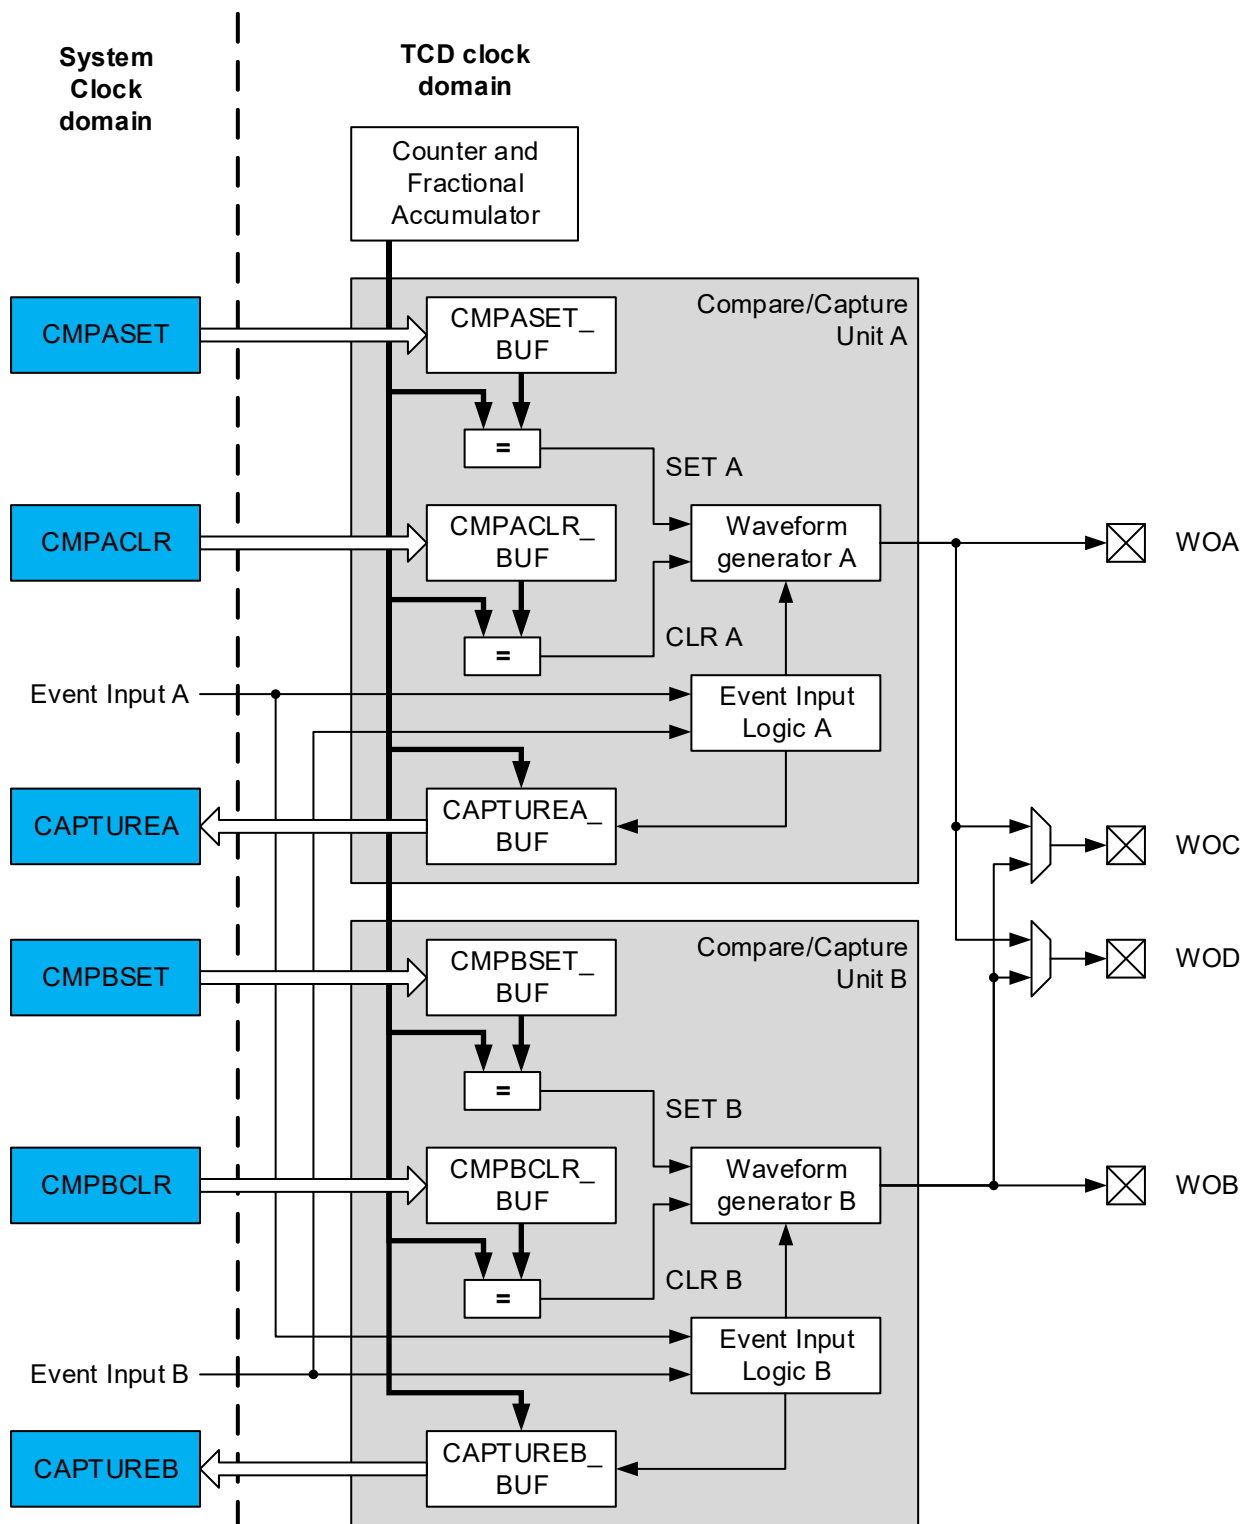 System
Clock
domain
TCD clock
domain
Counter and
Fractional
Accumulator
Compare/Capture
Unit A
CMPASET
CMPASET_
BUF
=
SET A
CMPACLR
CMPACLR_
BUF
Waveform
generator A
WOA
=
CLR A
Event Input A
Event Input
Logic A
CAPTUREA
CAPTUREA_
BUF
WOC
Compare/Capture
Unit B
CMPBSET
CMPBSET_
BUF
WOD
=
SET B
CMPBCLR
CMPBCLR_
BUF
Waveform
generator B
WOB
=
CLR B
Event Input B
Event Input
Logic B
CAPTUREB
CAPTUREB_
BUF